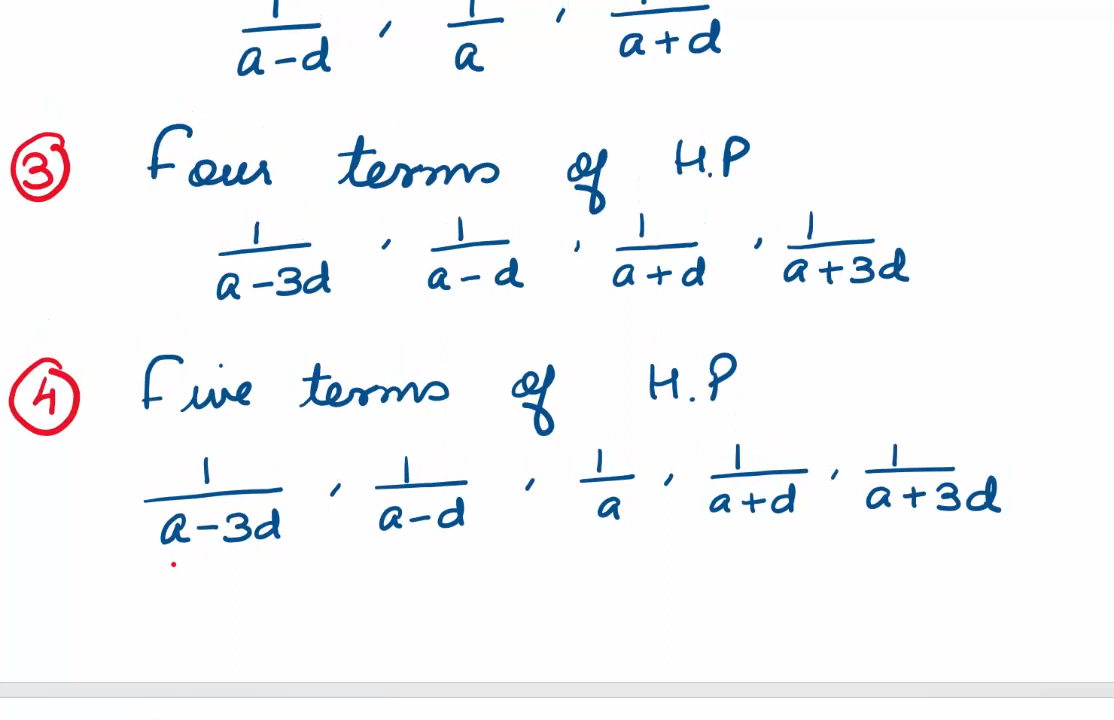 1/(a-d) , 1/a , 1/(a+d)
③ Four terms of H.P
1/(a-3d) , 1/(a-d) , 1/(a+d) , 1/(a+3d)
④ Five terms of H.P
1/(a-3d) , 1/(a-d) , 1/a , 1/(a+d) , 1/(a+3d)